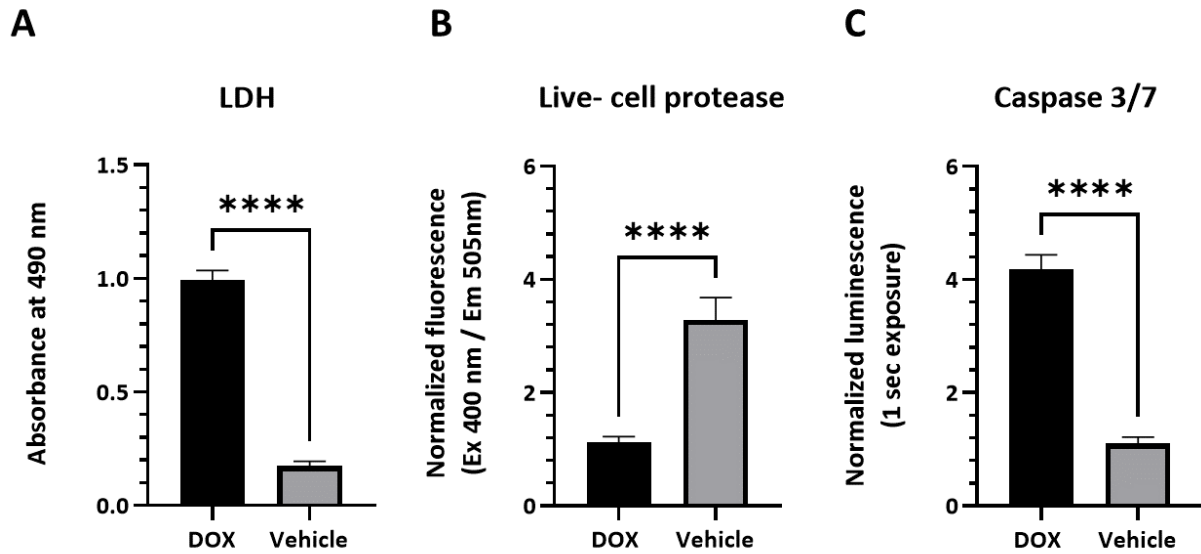 A
LDH
Absorbance at 490 nm
1.5
1.0
0.5
0.0
****
DOX
Vehicle
B
Live- cell protease
Normalized fluorescence
(Ex 400 nm / Em 505nm)
6
4
2
0
****
DOX
Vehicle
C
Caspase 3/7
Normalized luminescence
(1 sec exposure)
6
4
2
0
****
DOX
Vehicle